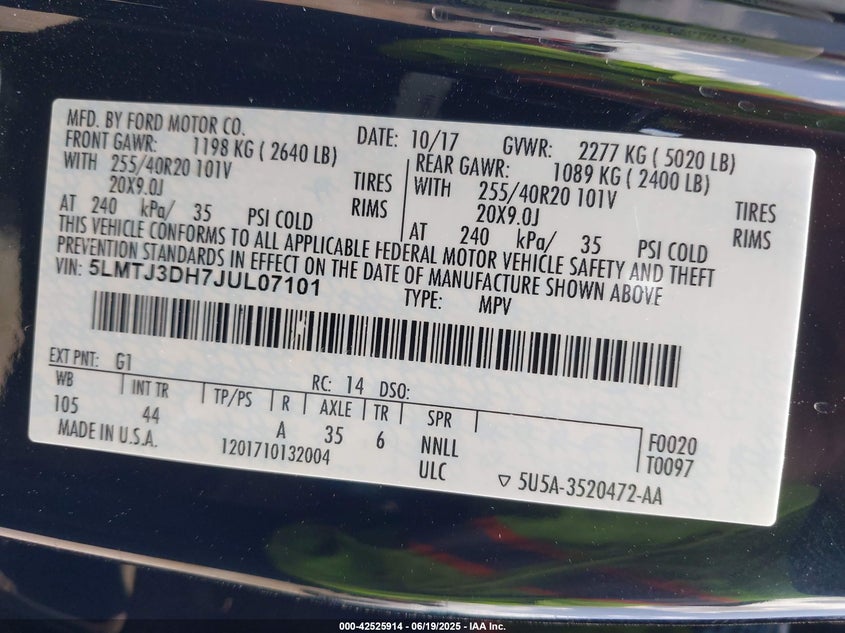 MFD. BY FORD MOTOR CO. DATE: 10/17 GVWR: 2277 KG ( 5020 LB)
FRONT GAWR: 1198 KG ( 2640 LB) REAR GAWR: 1089 KG ( 2400 LB)
WITH 255/40R20 101V TIRES WITH 255/40R20 101V TIRES
20X9.0J RIMS 20X9.0J RIMS
AT 240 kPa/ 35 PSI COLD AT 240 kPa/ 35 PSI COLD
THIS VEHICLE CONFORMS TO ALL APPLICABLE FEDERAL MOTOR VEHICLE SAFETY AND THEFT
PREVENTION STANDARDS IN EFFECT ON THE DATE OF MANUFACTURE SHOWN ABOVE
VIN: 5LMTJ3DH7JUL07101 TYPE: MPV
EXT PNT: G1 RC: 14 DSO:
WB INT TR TP/PS R AXLE TR SPR
105 44 A 35 6 NNLL F0020
MADE IN U.S.A. 1201710132004 ULC T0097
▽ 5U5A-3520472-AA
000-42525914 - 06/19/2025 - IAA Inc.